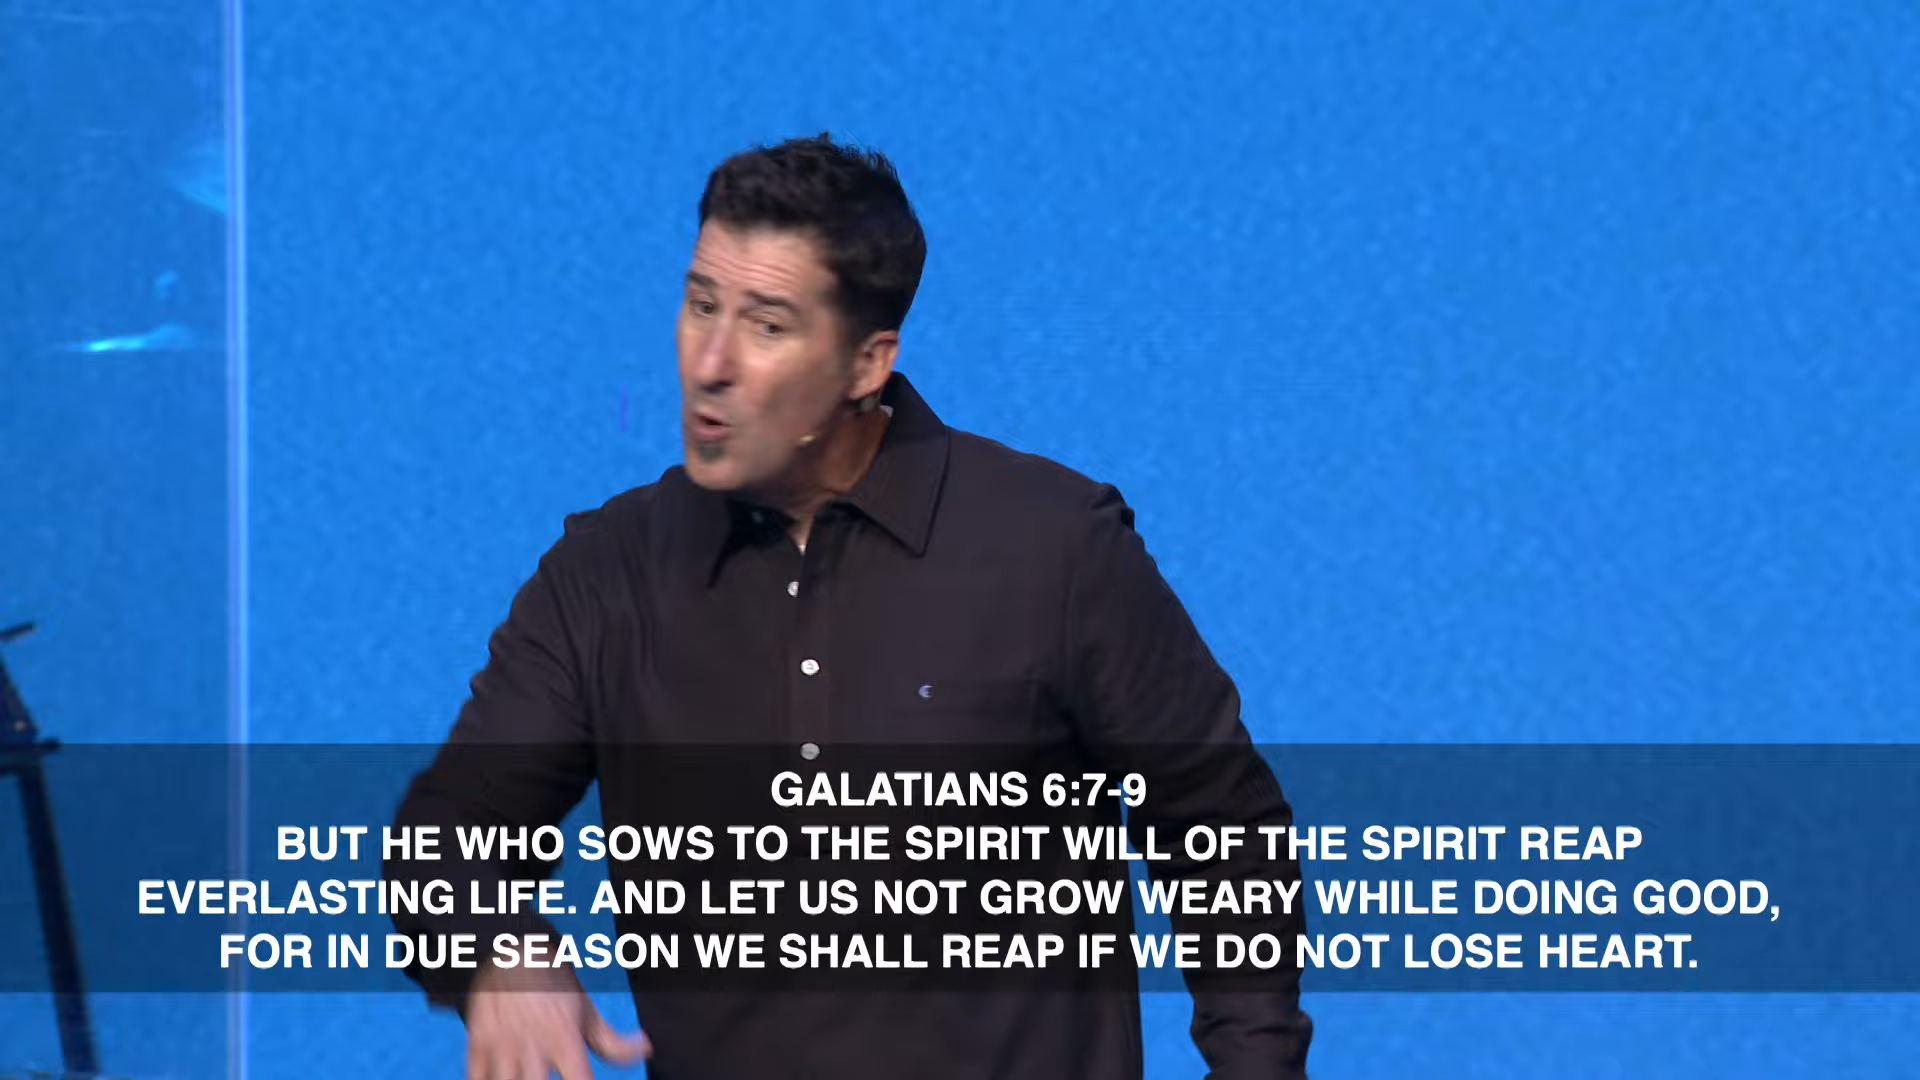 GALATIANS 6:7-9
BUT HE WHO SOWS TO THE SPIRIT WILL OF THE SPIRIT REAP
EVERLASTING LIFE. AND LET US NOT GROW WEARY WHILE DOING GOOD,
FOR IN DUE SEASON WE SHALL REAP IF WE DO NOT LOSE HEART.